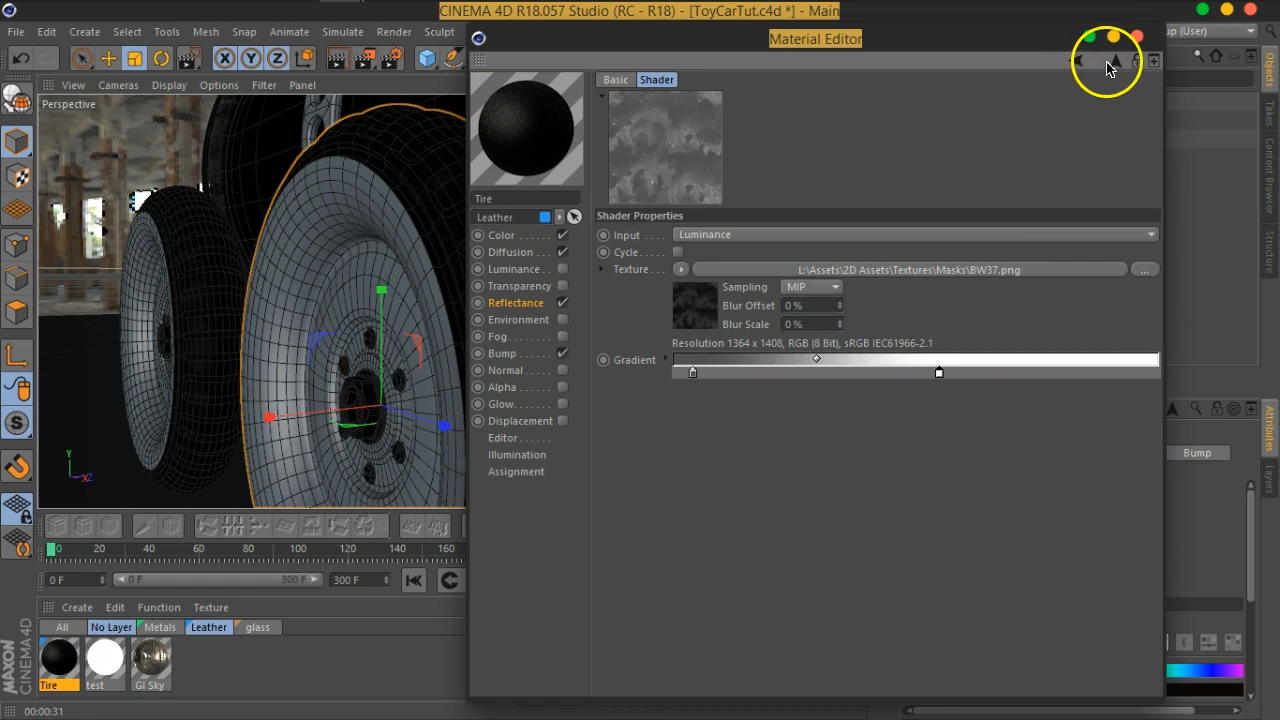 CINEMA 4D R18.057 Studio (RC - R18) - [ToyCarTut.c4d *] - Main
File Edit Create Select Tools Mesh Snap Animate Simulate Render Sculpt
up (User)
Material Editor
X Y Z
View Cameras Display Options Filter Panel
Perspective
Y
XZ
Basic Shader
Tire
Leather
Color
Diffusion
Luminance
Transparency
Reflectance
Environment
Fog
Bump
Normal
Alpha
Glow
Displacement
Editor
Illumination
Assignment
Shader Properties
Input Luminance
Cycle
Texture L:\Assets\2D Assets\Textures\Masks\BW37.png ...
Sampling MIP
Blur Offset 0 %
Blur Scale 0 %
Resolution 1364 x 1408, RGB (8 Bit), sRGB IEC61966-2.1
Gradient
Objects
Takes
Content Browser
Structure
Attributes
Layers
Bump
0 20 40 60 80 100 120 140 160
0 F 0 F 300 F 300 F
Create Edit Function Texture
All No Layer Metals Leather glass
Tire test GI Sky
MAXON
CINEMA 4D
00:00:31